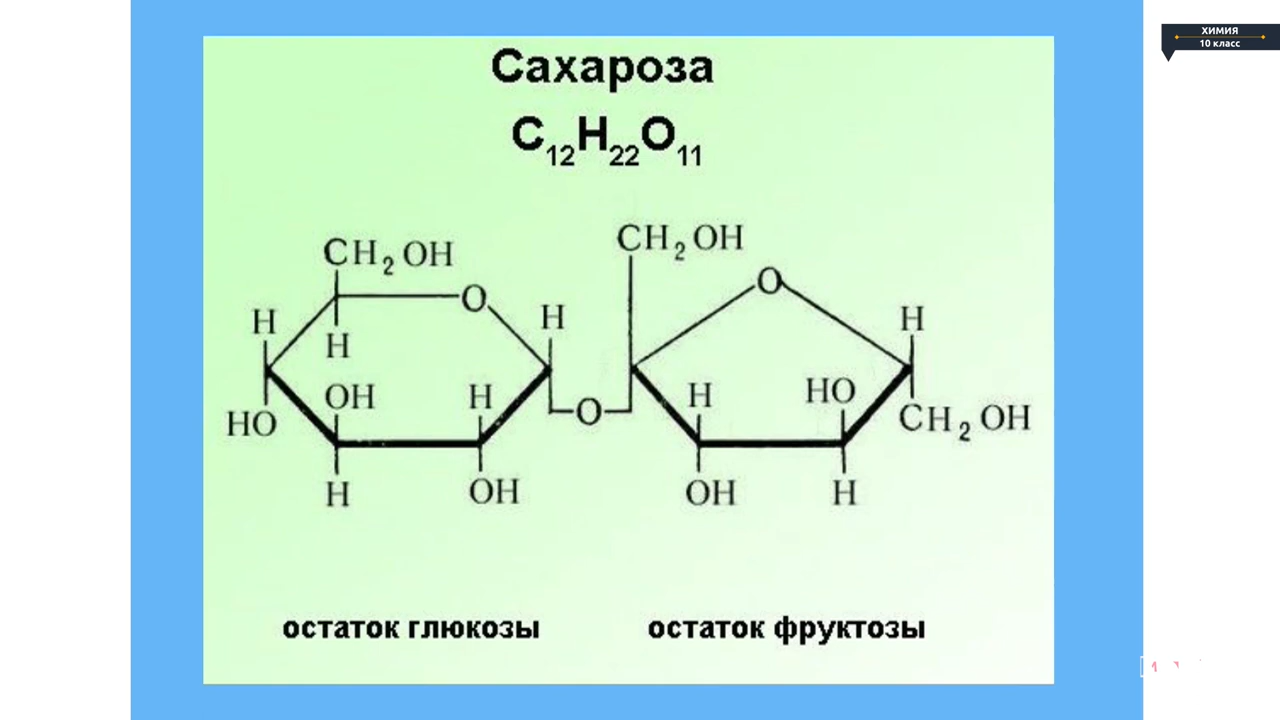 ХИМИЯ
10 класс
Сахароза
C₁₂H₂₂O₁₁
CH₂OH CH₂OH
O O
H H H
H
OH H H HO
HO O CH₂OH
H OH OH H
остаток глюкозы остаток фруктозы